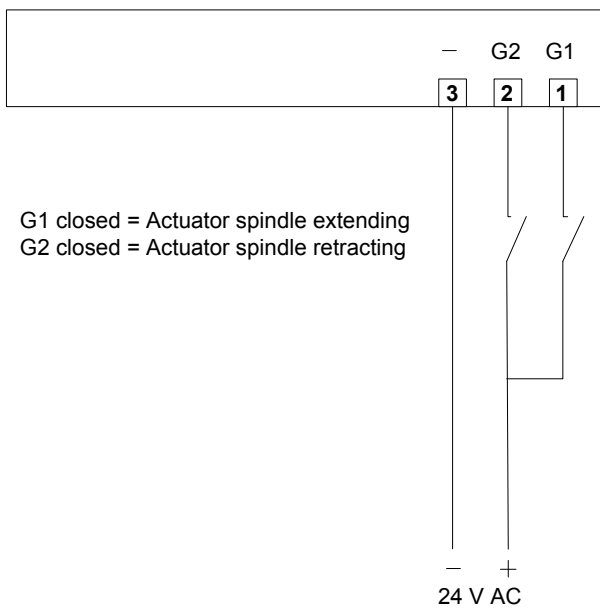 — G2 G1
3 2 1
G1 closed = Actuator spindle extending
G2 closed = Actuator spindle retracting
— +
24 V AC